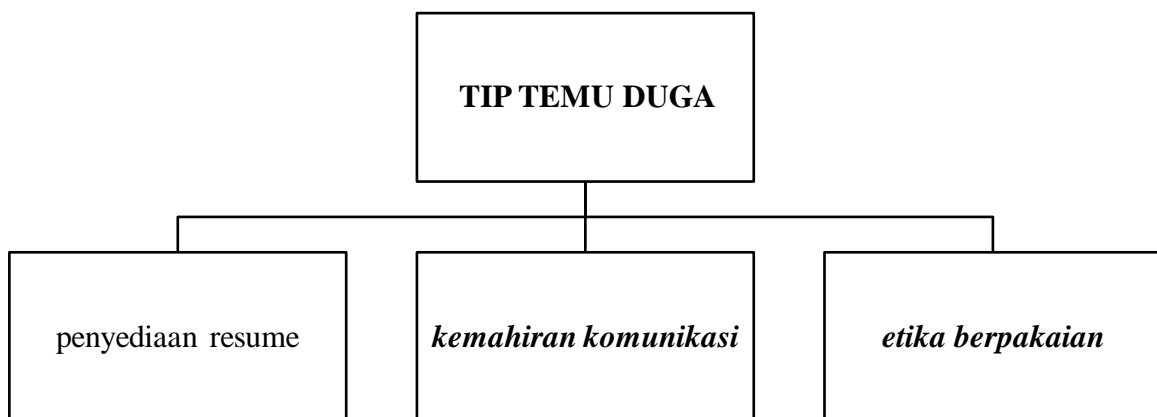 TIP TEMU DUGA
penyediaan resume
kemahiran komunikasi
etika berpakaian